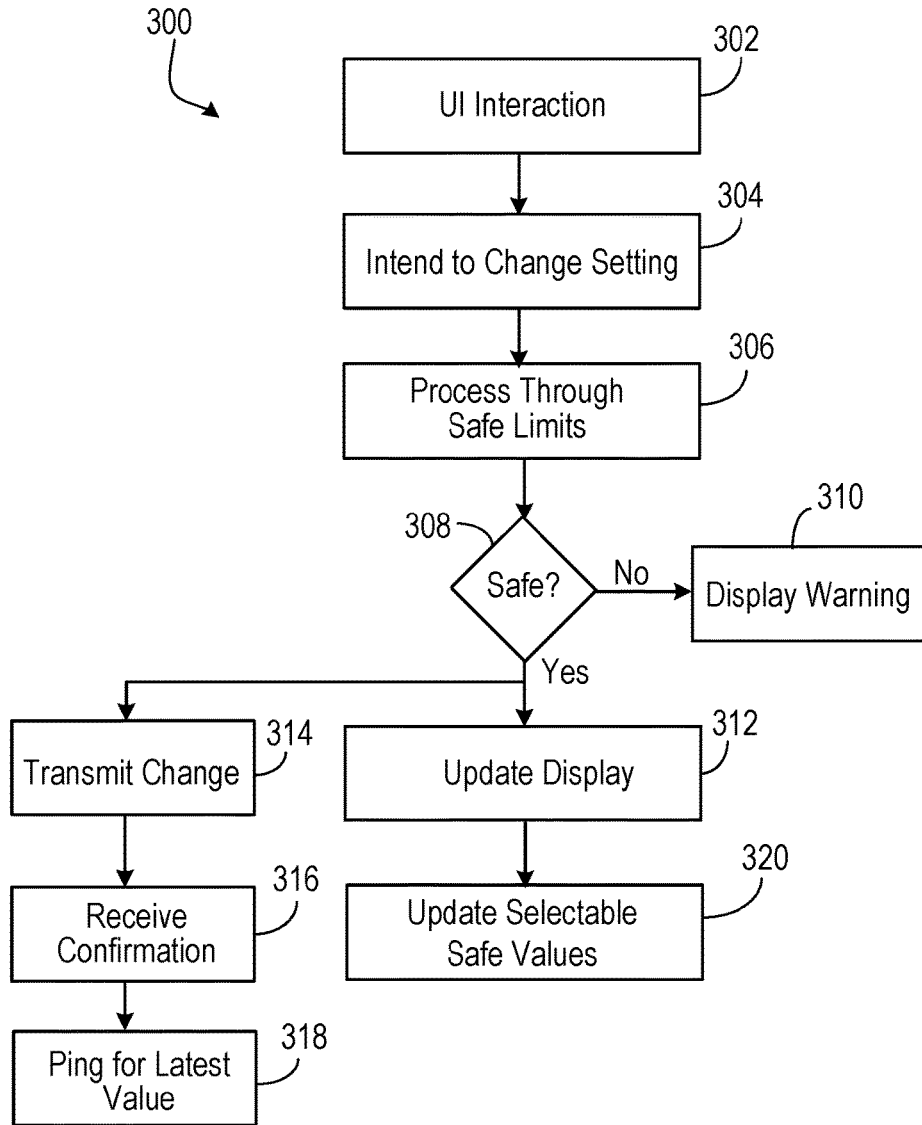 300
302
UI Interaction
304
Intend to Change Setting
306
Process Through
Safe Limits
308
Safe?
No
310
Display Warning
Yes
314
Transmit Change
312
Update Display
316
Receive
Confirmation
320
Update Selectable
Safe Values
318
Ping for Latest
Value